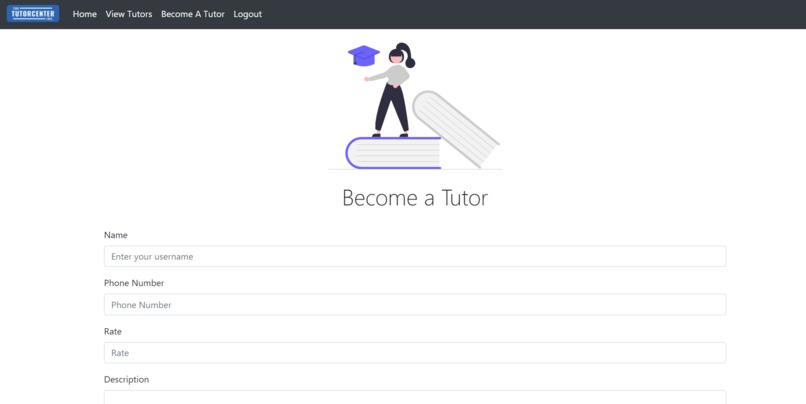 THE
TUTORCENTER
Home View Tutors Become A Tutor Logout
Become a Tutor
Name
Enter your username
Phone Number
Phone Number
Rate
Rate
Description